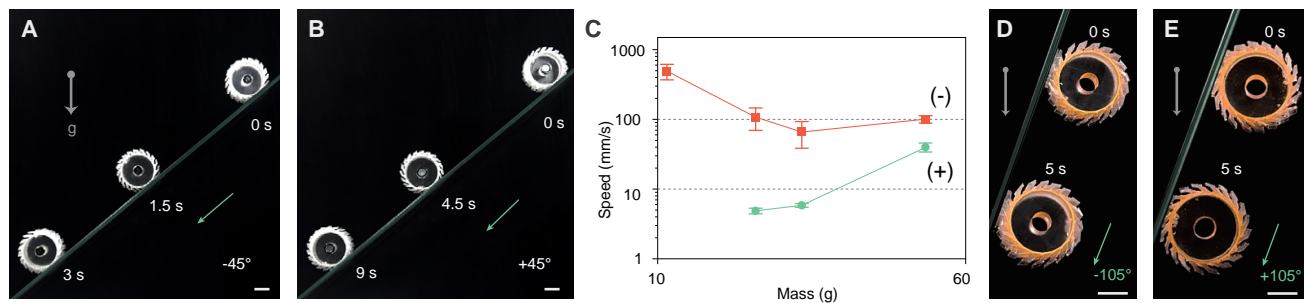 A
g
0 s
1.5 s
3 s
-45°
B
0 s
4.5 s
9 s
+45°
C
1000
100
10
1
Speed (mm/s)
(-)
(+)
10
60
Mass (g)
D
0 s
5 s
-105°
E
0 s
5 s
+105°